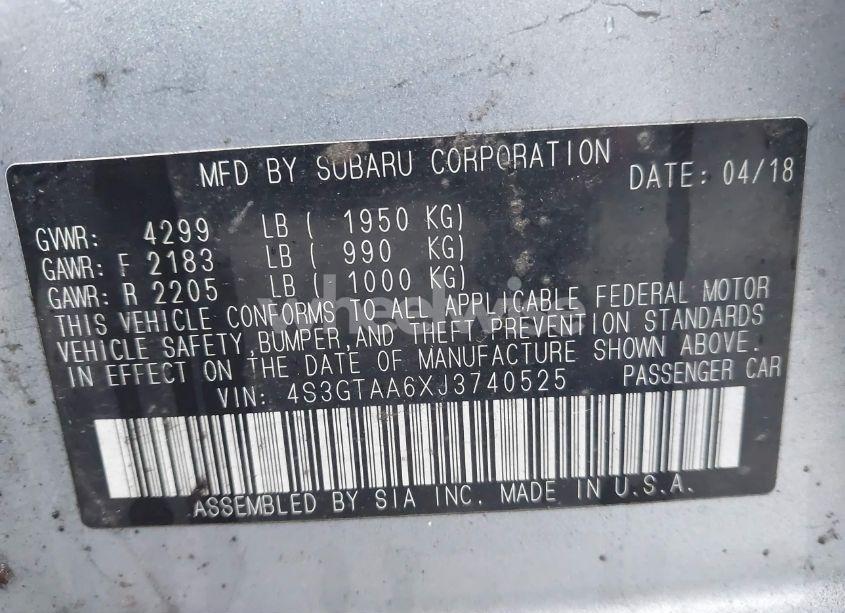 MFD BY SUBARU CORPORATION DATE: 04/18
GVWR: 4299 LB ( 1950 KG)
GAWR: F 2183 LB ( 990 KG)
GAWR: R 2205 LB ( 1000 KG)
THIS VEHICLE CONFORMS TO ALL APPLICABLE FEDERAL MOTOR
VEHICLE SAFETY,BUMPER,AND THEFT PREVENTION STANDARDS
IN EFFECT ON THE DATE OF MANUFACTURE SHOWN ABOVE.
VIN: 4S3GTAA6XJ3740525 PASSENGER CAR
ASSEMBLED BY SIA INC. MADE IN U.S.A.
wheelwise